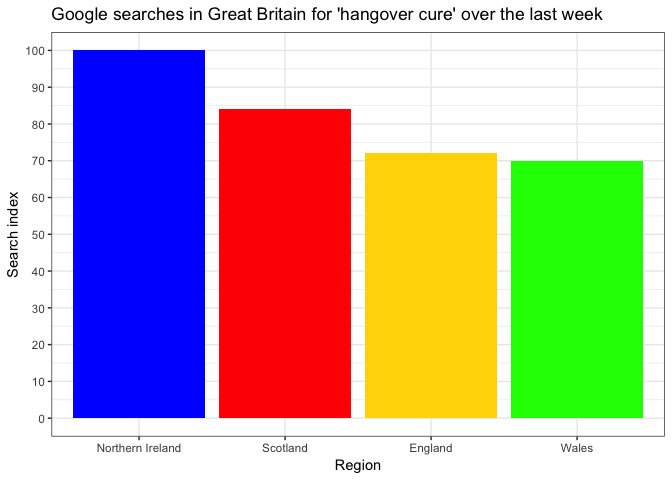 Google searches in Great Britain for 'hangover cure' over the last week
Search index
100
90
80
70
60
50
40
30
20
10
0
Northern Ireland Scotland England Wales
Region